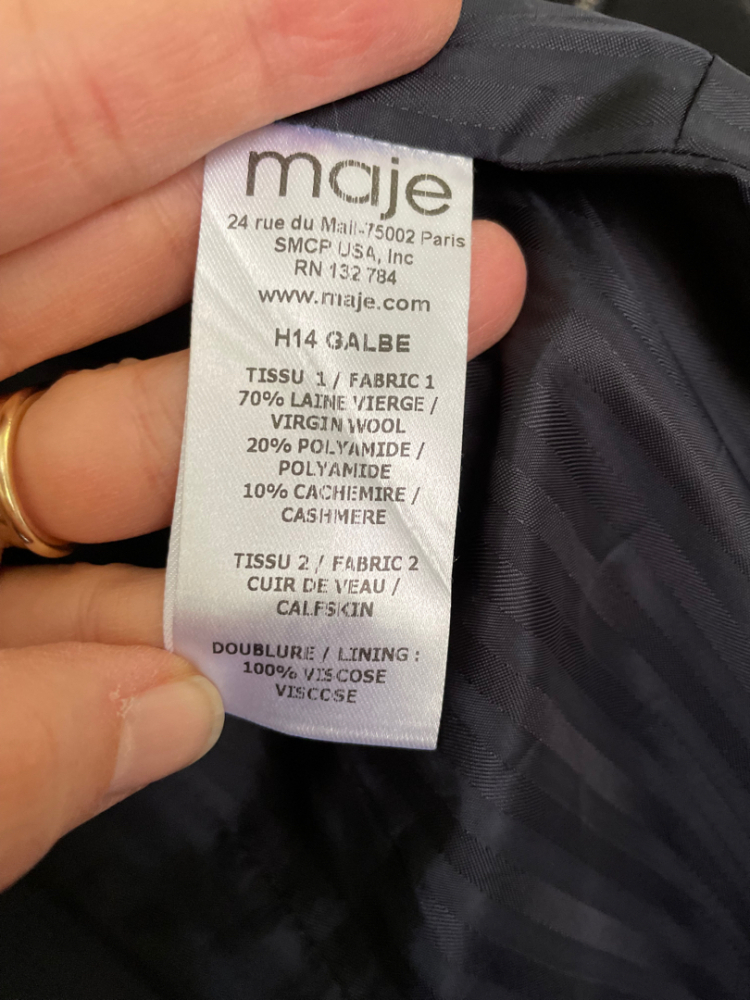 maje
24 rue du Mail-75002 Paris
SMCP USA, Inc
RN 132 784
www.maje.com
H14 GALBE
TISSU 1 / FABRIC 1
70% LAINE VIERGE /
VIRGIN WOOL
20% POLYAMIDE /
POLYAMIDE
10% CACHEMIRE /
CASHMERE
TISSU 2 / FABRIC 2
CUIR DE VEAU /
CALFSKIN
DOUBLURE / LINING :
100% VISCOSE
VISCOSE